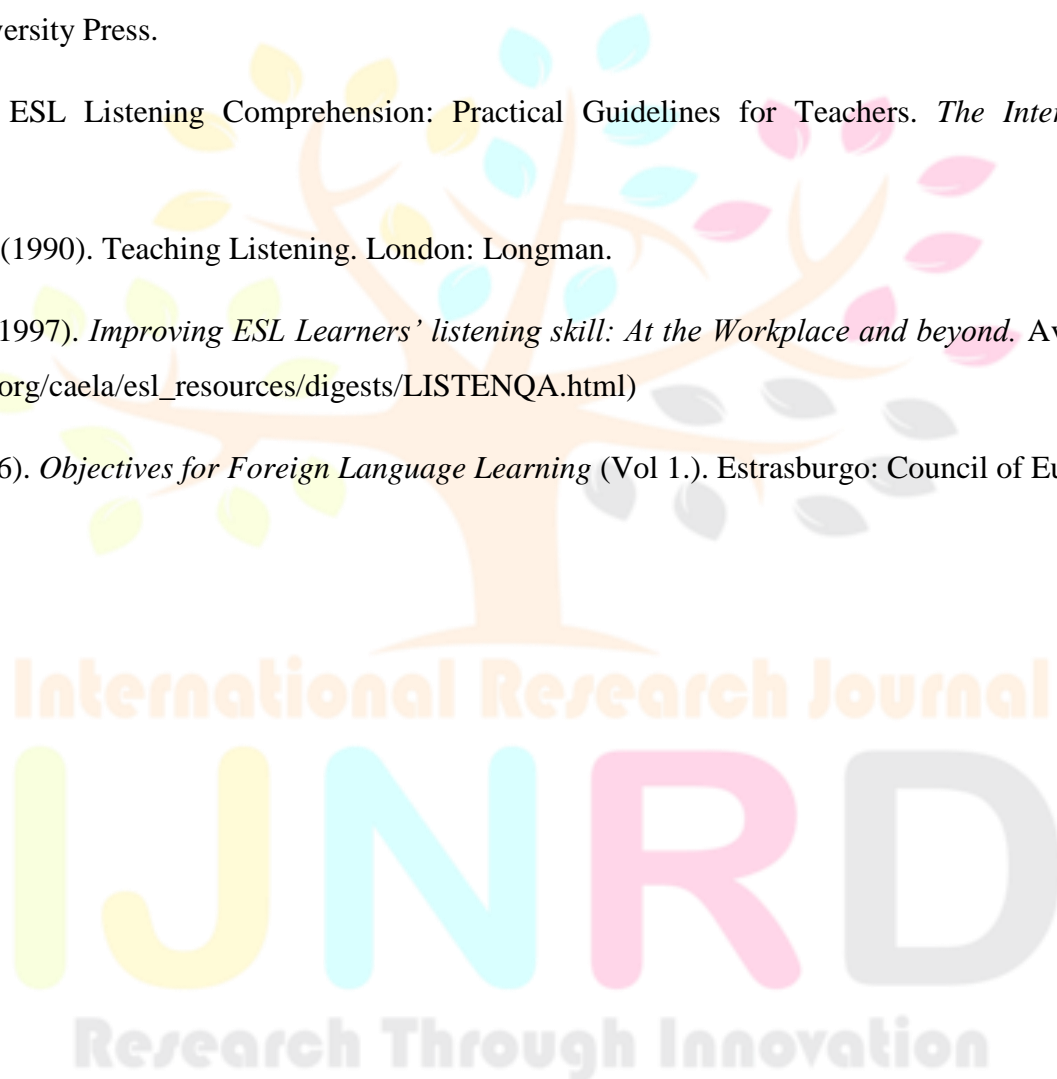 versity Press.
ESL Listening Comprehension: Practical Guidelines for Teachers. The Inter
(1990). Teaching Listening. London: Longman.
1997). Improving ESL Learners’ listening skill: At the Workplace and beyond. Av
org/caela/esl_resources/digests/LISTENQA.html)
6). Objectives for Foreign Language Learning (Vol 1.). Estrasburgo: Council of Eu
International Research Journal
IJNRD
Research Through Innovation